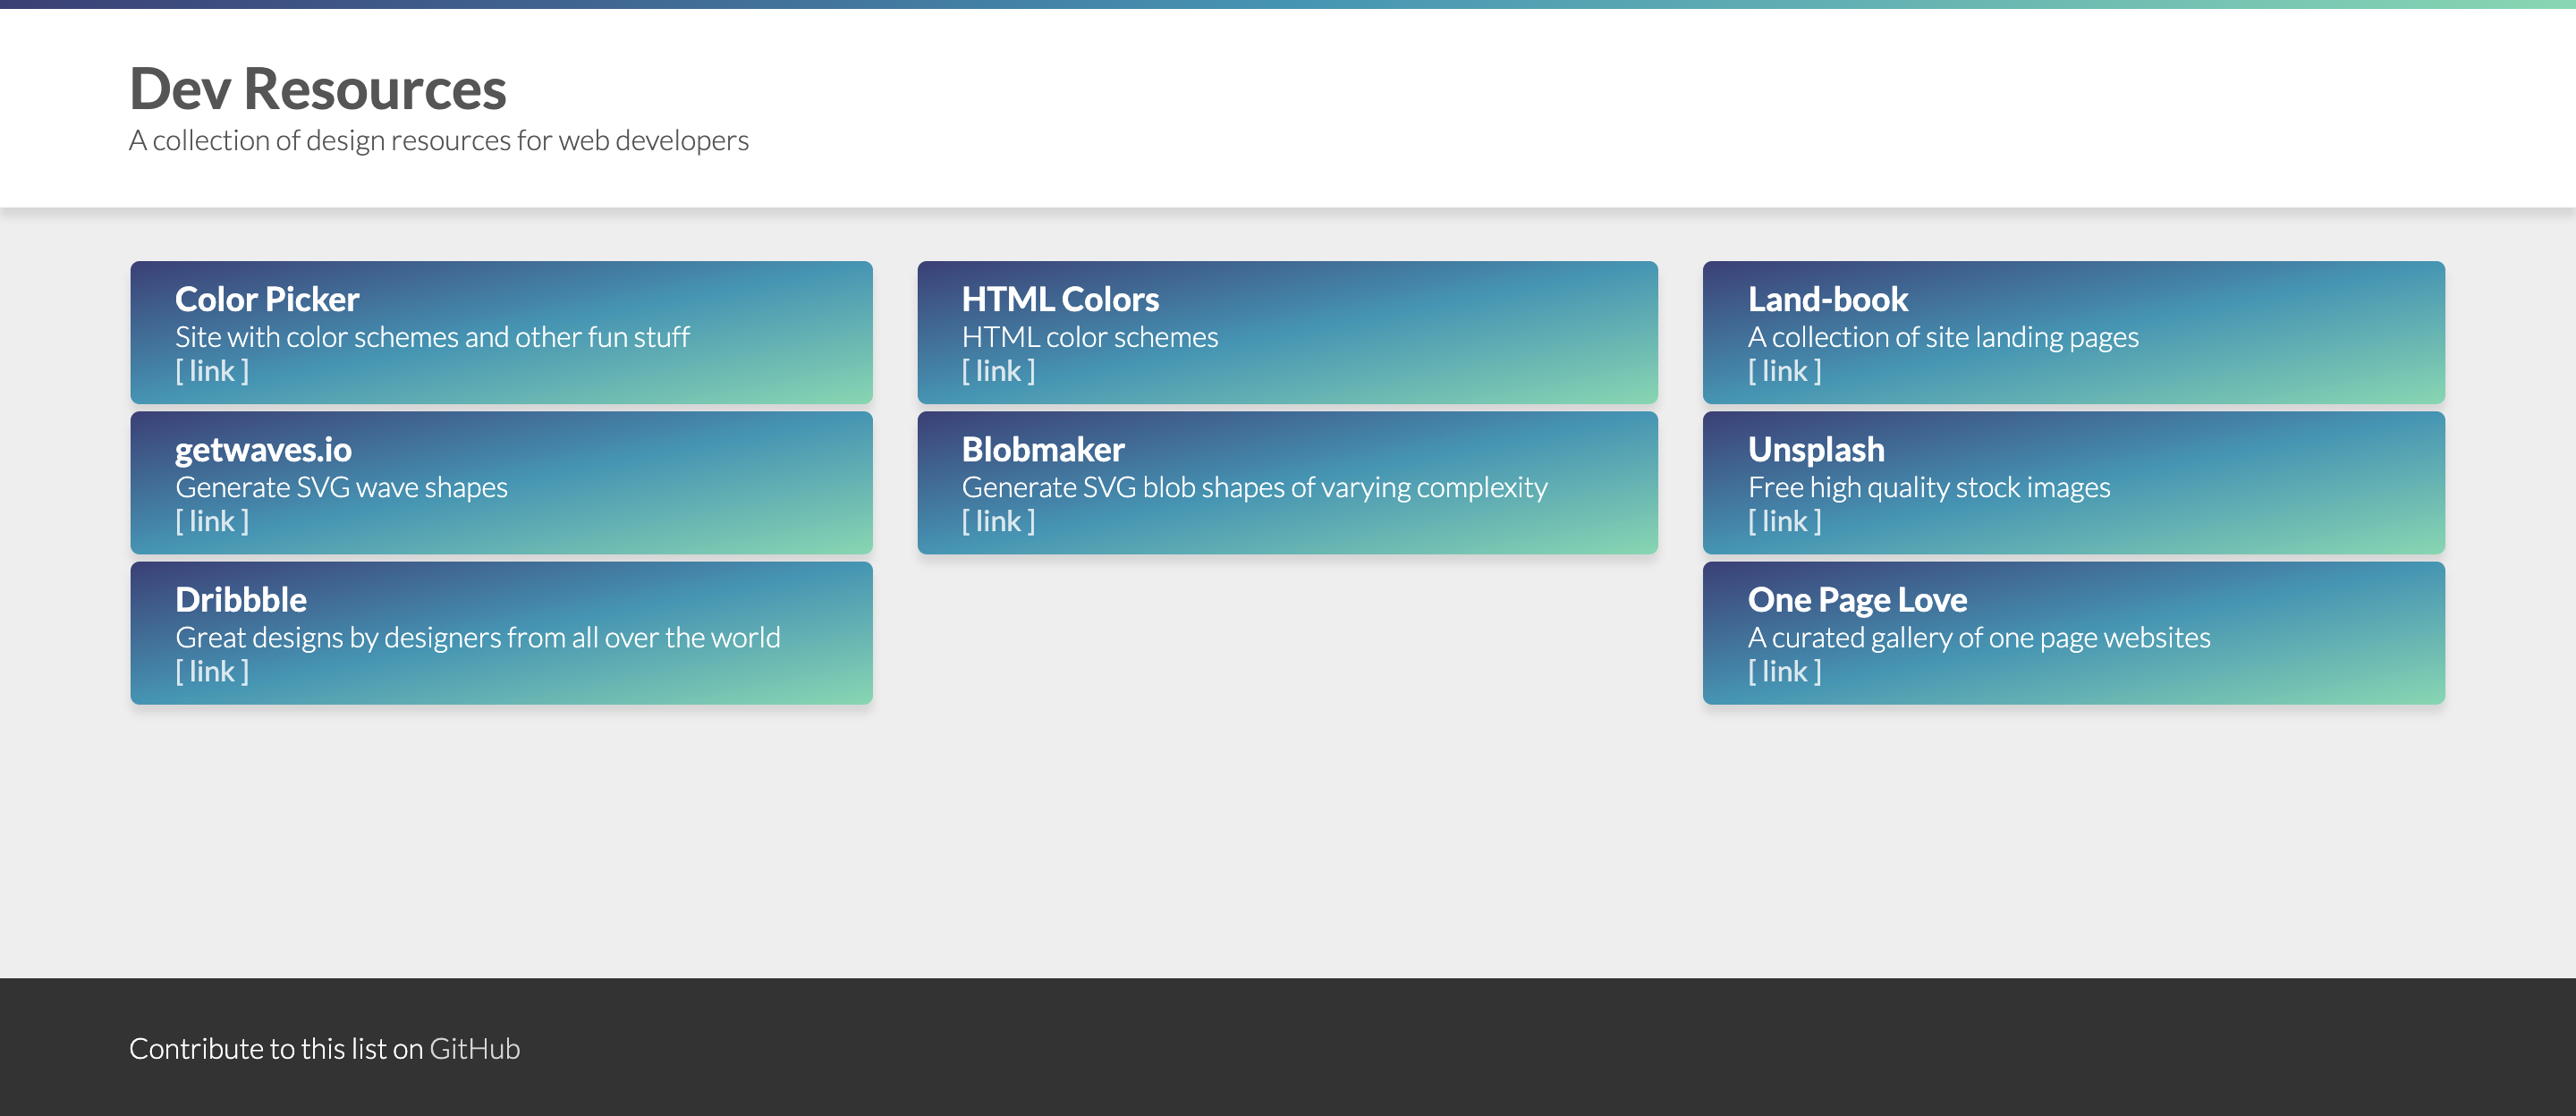 Dev Resources
A collection of design resources for web developers
Color Picker
Site with color schemes and other fun stuff
[ link ]
HTML Colors
HTML color schemes
[ link ]
Land-book
A collection of site landing pages
[ link ]
getwaves.io
Generate SVG wave shapes
[ link ]
Blobmaker
Generate SVG blob shapes of varying complexity
[ link ]
Unsplash
Free high quality stock images
[ link ]
Dribbble
Great designs by designers from all over the world
[ link ]
One Page Love
A curated gallery of one page websites
[ link ]
Contribute to this list on GitHub